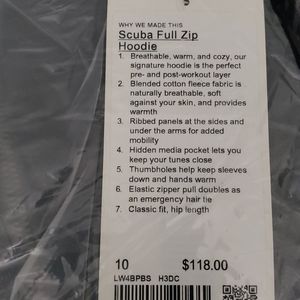 WHY WE MADE THIS
Scuba Full Zip
Hoodie
1. Breathable, warm, and cozy, our
signature hoodie is the perfect
pre- and post-workout layer
2. Blended cotton fleece fabric is
naturally breathable, soft
against your skin, and provides
warmth
3. Ribbed panels at the sides and
under the arms for added
mobility
4. Hidden media pocket lets you
keep your tunes close
5. Thumbholes help keep sleeves
down and hands warm
6. Elastic zipper pull doubles as
an emergency hair tie
7. Classic fit, hip length
10 $118.00
LW4BPBS H3DC